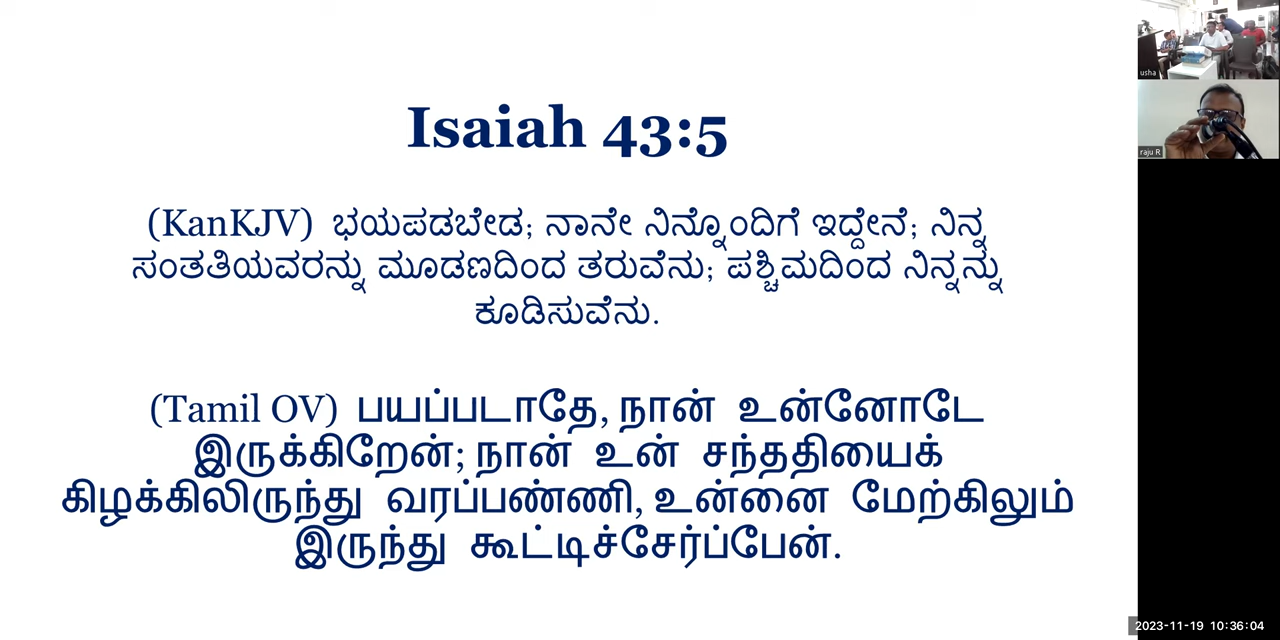 Isaiah 43:5
(KanKJV) ಭಯಪಡಬೇಡ; ನಾನೇ ನಿನ್ನೊಂದಿಗೆ ಇದ್ದೇನೆ; ನಿನ್ನ
ಸಂತತಿಯವರನ್ನು ಮೂಡಣದಿಂದ ತರುವೆನು; ಪಶ್ಚಿಮದಿಂದ ನಿನ್ನನ್ನು
ಕೂಡಿಸುವೆನು.
(Tamil OV) பயப்படாதே, நான் உன்னோடே
இருக்கிறேன்; நான் உன் சந்ததியைக்
கிழக்கிலிருந்து வரப்பண்ணி, உன்னை மேற்கிலும்
இருந்து கூட்டிச்சேர்ப்பேன்.
usha
raju R
2023-11-19 10:36:04